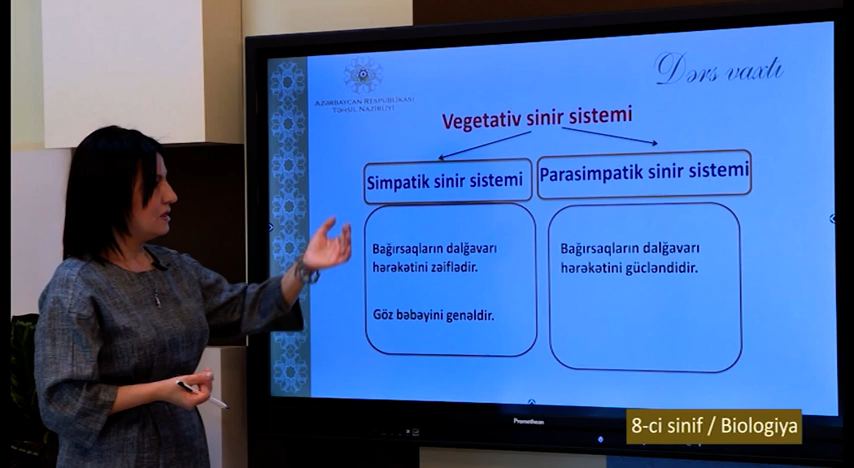 Dərs vaxtı
AZƏRBAYCAN RESPUBLİKASI
TƏHSİL NAZİRLİYİ
Vegetativ sinir sistemi
Simpatik sinir sistemi
Parasimpatik sinir sistemi
Bağırsaqların dalğavarı
hərəkətini zəiflədir.
Göz bəbəyini genəldir.
Bağırsaqların dalğavarı
hərəkətini gücləndidir.
Promethean
8-ci sinif / Biologiya